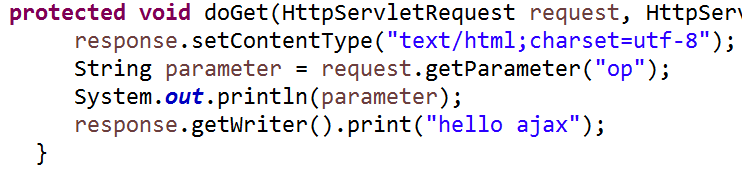 protected void doGet(HttpServletRequest request, HttpServ
response.setContentType("text/html;charset=utf-8");
String parameter = request.getParameter("op");
System.out.println(parameter);
response.getWriter().print("hello ajax");
}